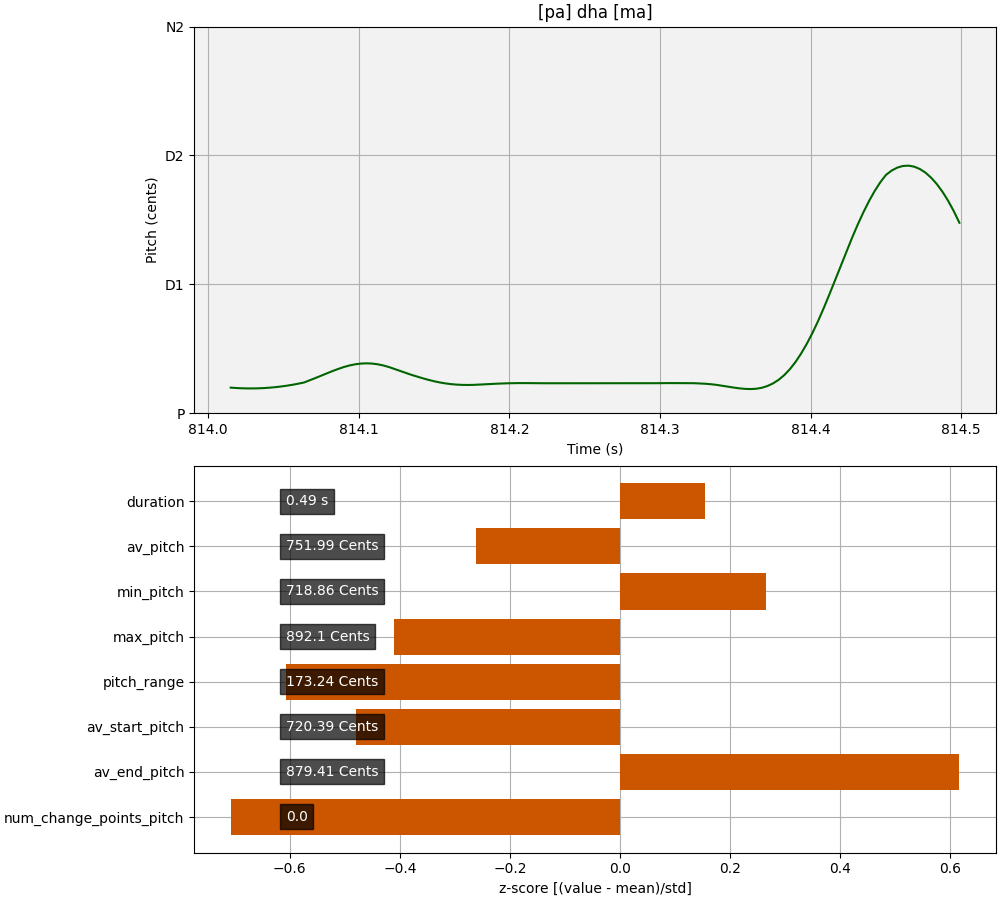 [pa] dha [ma]
N2
D2
D1
P
Pitch (cents)
814.0 814.1 814.2 814.3 814.4 814.5
Time (s)
duration 0.49 s
av_pitch 751.99 Cents
min_pitch 718.86 Cents
max_pitch 892.1 Cents
pitch_range 173.24 Cents
av_start_pitch 720.39 Cents
av_end_pitch 879.41 Cents
num_change_points_pitch 0.0
−0.6 −0.4 −0.2 0.0 0.2 0.4 0.6
z-score [(value - mean)/std]